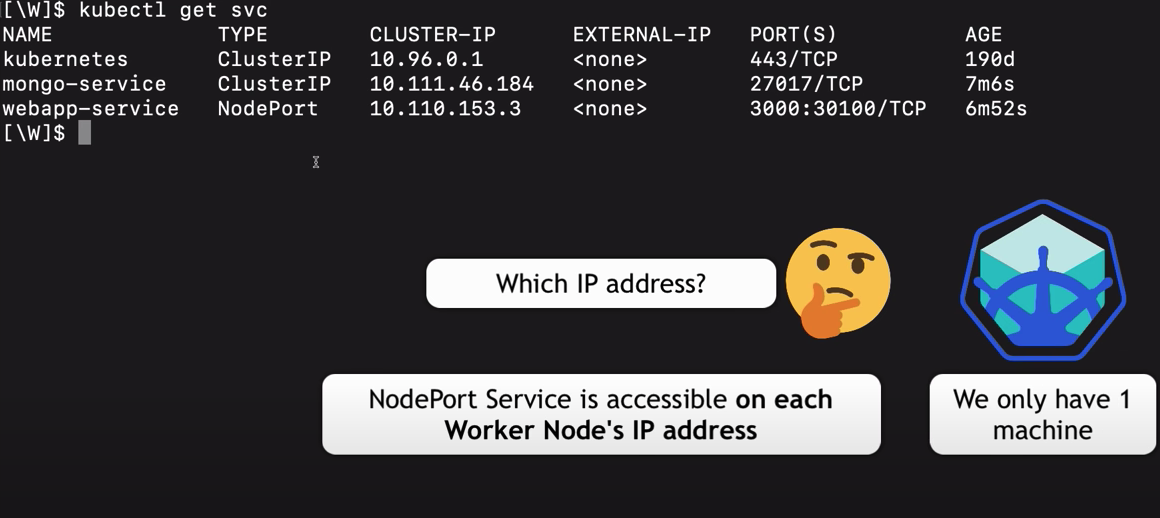 [\W]$ kubectl get svc
NAME TYPE CLUSTER-IP EXTERNAL-IP PORT(S) AGE
kubernetes ClusterIP 10.96.0.1 <none> 443/TCP 190d
mongo-service ClusterIP 10.111.46.184 <none> 27017/TCP 7m6s
webapp-service NodePort 10.110.153.3 <none> 3000:30100/TCP 6m52s
[\W]$
Which IP address?
NodePort Service is accessible on each
Worker Node's IP address
We only have 1
machine